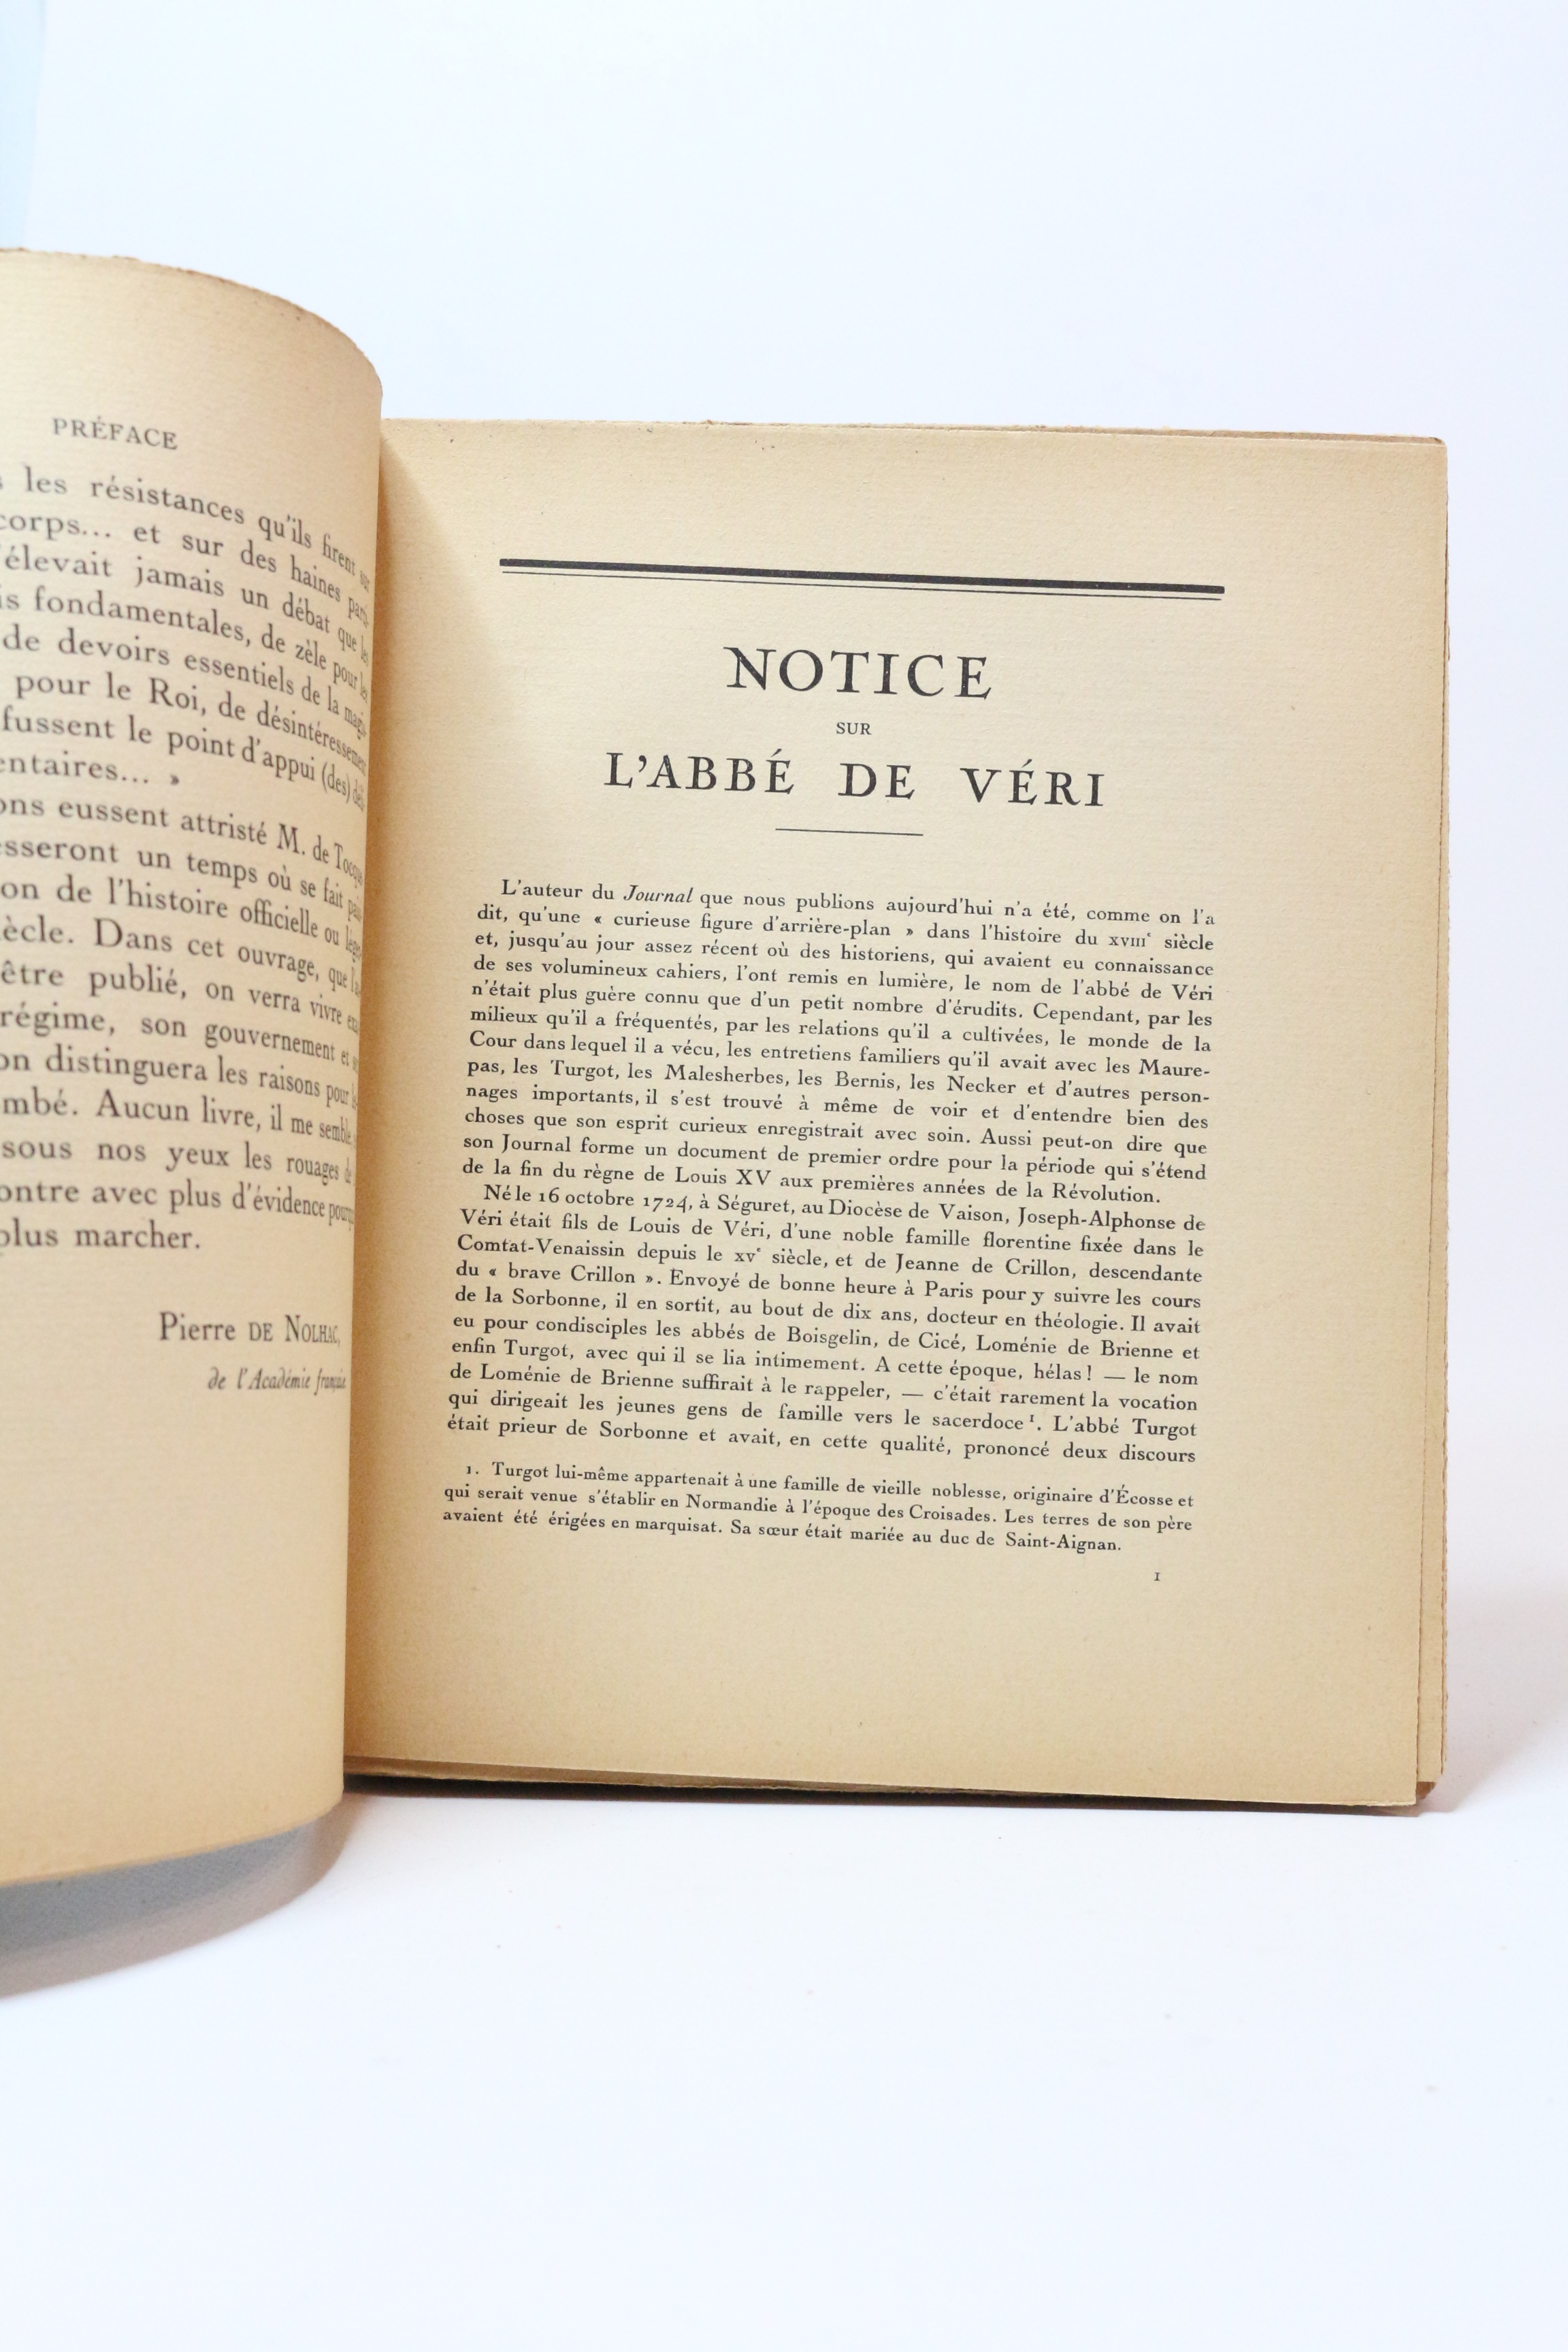 PRÉFACE
les résistances qu'ils firent sur
corps... et sur des haines
élevait jamais un débat que les
fondamentales, de zèle pour les
de devoirs essentiels de la
pour le Roi, de désintéressement
fussent le point d'appui (des)
entaires... »
ons eussent attristé M. de
esseront un temps où se fait
on de l'histoire officielle ou
ècle. Dans cet ouvrage, que
être publié, on verra vivre
régime, son gouvernement et
on distinguera les raisons pour
mbé. Aucun livre, il me semble
sous nos yeux les rouages
ontre avec plus d'évidence
plus marcher.
Pierre DE NOLHAC,
de l'Académie
NOTICE
SUR
L'ABBÉ DE VÉRI
L'auteur du Journal que nous publions aujourd'hui n'a été, comme on l'a
dit, qu'une « curieuse figure d'arrière-plan » dans l'histoire du XVIIIe siècle
et, jusqu'au jour assez récent où des historiens, qui avaient eu connaissance
de ses volumineux cahiers, l'ont remis en lumière, le nom de l'abbé de Véri
n'était plus guère connu que d'un petit nombre d'érudits. Cependant, par les
milieux qu'il a fréquentés, par les relations qu'il a cultivées, le monde de la
Cour dans lequel il a vécu, les entretiens familiers qu'il avait avec les Maure-
pas, les Turgot, les Malesherbes, les Bernis, les Necker et d'autres person-
nages importants, il s'est trouvé à même de voir et d'entendre bien des
choses que son esprit curieux enregistrait avec soin. Aussi peut-on dire que
son Journal forme un document de premier ordre pour la période qui s'étend
de la fin du règne de Louis XV aux premières années de la Révolution.
Né le 16 octobre 1724, à Séguret, au Diocèse de Vaison, Joseph-Alphonse de
Véri était fils de Louis de Véri, d'une noble famille florentine fixée dans le
Comtat-Venaissin depuis le XVe siècle, et de Jeanne de Crillon, descendante
du « brave Crillon ». Envoyé de bonne heure à Paris pour y suivre les cours
de la Sorbonne, il en sortit, au bout de dix ans, docteur en théologie. Il avait
eu pour condisciples les abbés de Boisgelin, de Cicé, Loménie de Brienne et
enfin Turgot, avec qui il se lia intimement. A cette époque, hélas ! — le nom
de Loménie de Brienne suffirait à le rappeler, — c'était rarement la vocation
qui dirigeait les jeunes gens de famille vers le sacerdoce 1. L'abbé Turgot
était prieur de Sorbonne et avait, en cette qualité, prononcé deux discours
1. Turgot lui-même appartenait à une famille de vieille noblesse, originaire d'Écosse et
qui serait venue s'établir en Normandie à l'époque des Croisades. Les terres de son père
avaient été érigées en marquisat. Sa sœur était mariée au duc de Saint-Aignan.
1